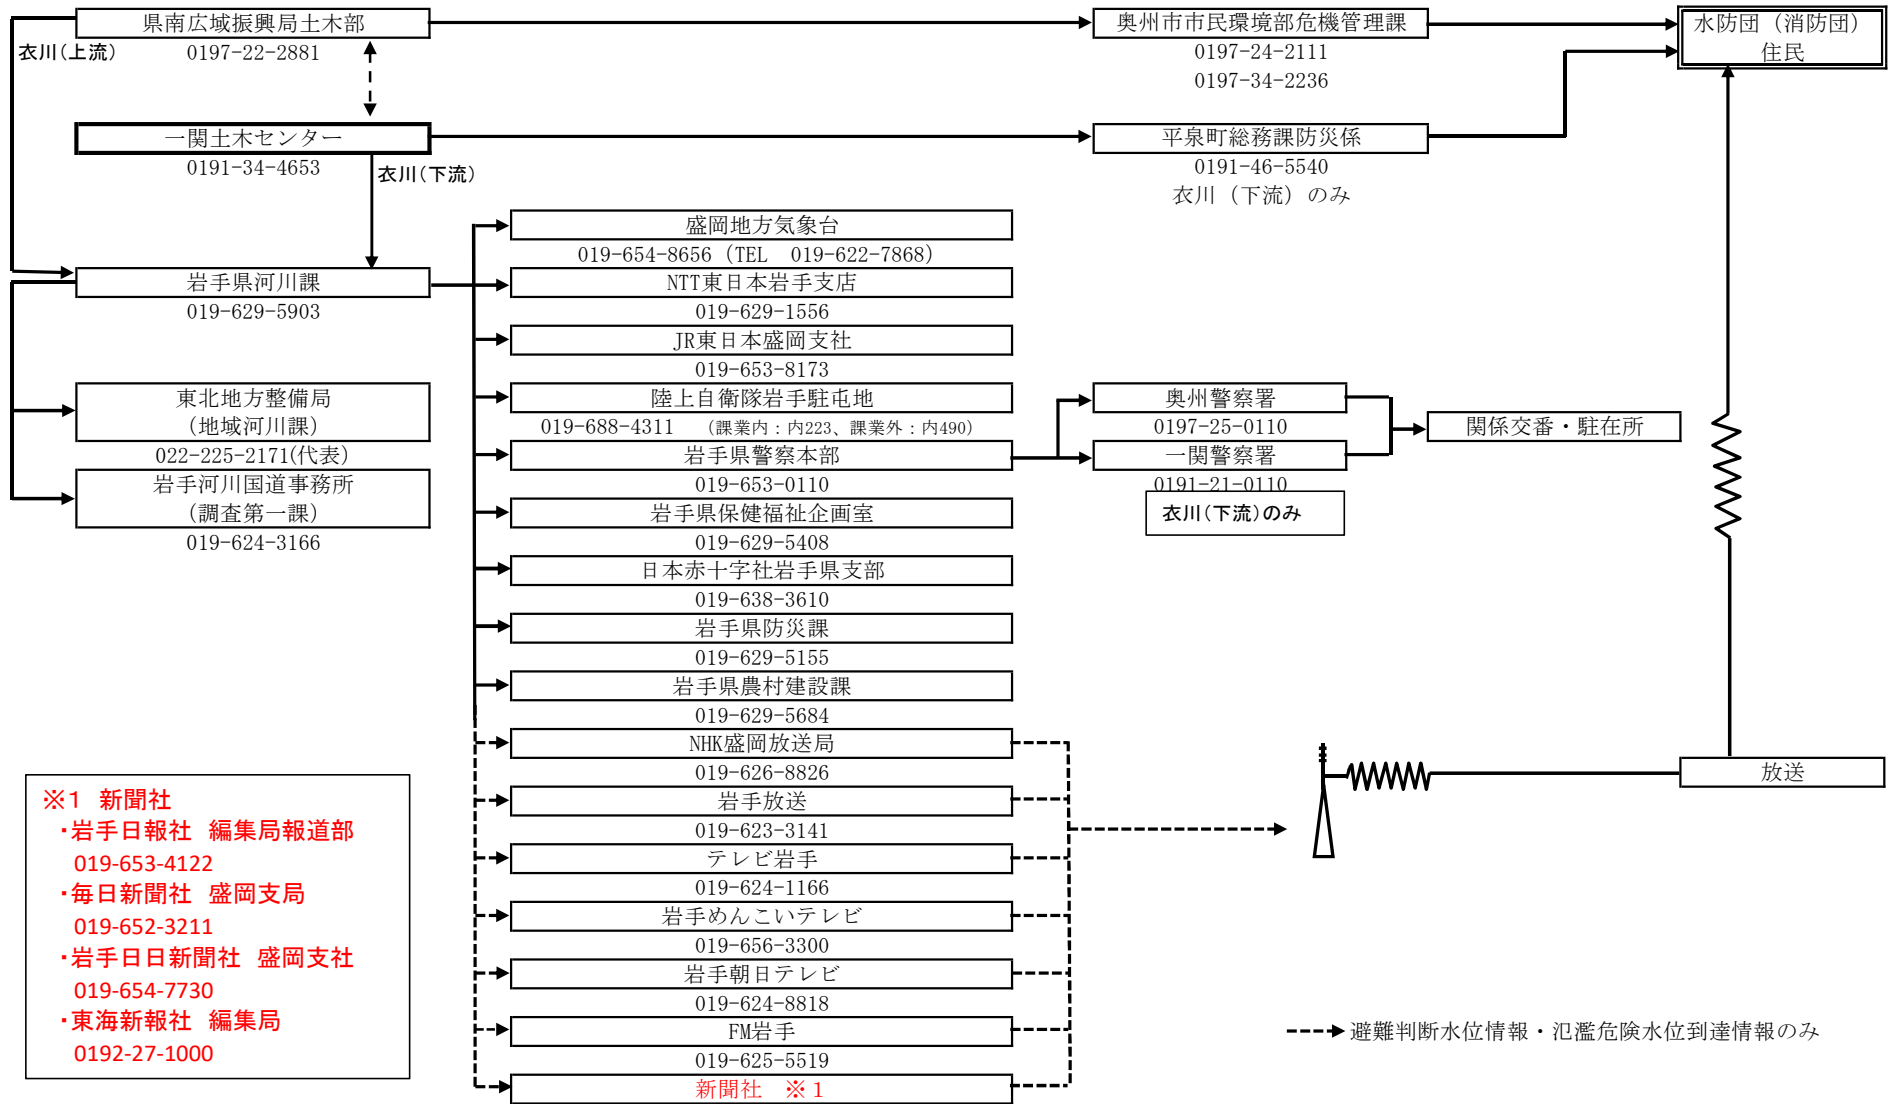 県南広域振興局土木部
0197-22-2881
衣川(上流)
奥州市市民環境部危機管理課
0197-24-2111
0197-34-2236
水防団（消防団）
住民
一関土木センター
0191-34-4653
衣川(下流)
平泉町総務課防災係
0191-46-5540
衣川（下流）のみ
岩手県河川課
019-629-5903
東北地方整備局
（地域河川課）
022-225-2171(代表)
岩手河川国道事務所
（調査第一課）
019-624-3166
盛岡地方気象台
019-654-8656（TEL　019-622-7868）
NTT東日本岩手支店
019-629-1556
JR東日本盛岡支社
019-653-8173
陸上自衛隊岩手駐屯地
019-688-4311　（課業内：内223、課業外：内490）
岩手県警察本部
019-653-0110
岩手県保健福祉企画室
019-629-5408
日本赤十字社岩手県支部
019-638-3610
岩手県防災課
019-629-5155
岩手県農村建設課
019-629-5684
NHK盛岡放送局
019-626-8826
岩手放送
019-623-3141
テレビ岩手
019-624-1166
岩手めんこいテレビ
019-656-3300
岩手朝日テレビ
019-624-8818
FM岩手
019-625-5519
新聞社　※１
奥州警察署
0197-25-0110
一関警察署
0191-21-0110
衣川(下流)のみ
関係交番・駐在所
放送
避難判断水位情報・氾濫危険水位到達情報のみ
※1　新聞社
・岩手日報社　編集局報道部
019-653-4122
・毎日新聞社　盛岡支局
019-652-3211
・岩手日日新聞社　盛岡支社
019-654-7730
・東海新報社　編集局
0192-27-1000